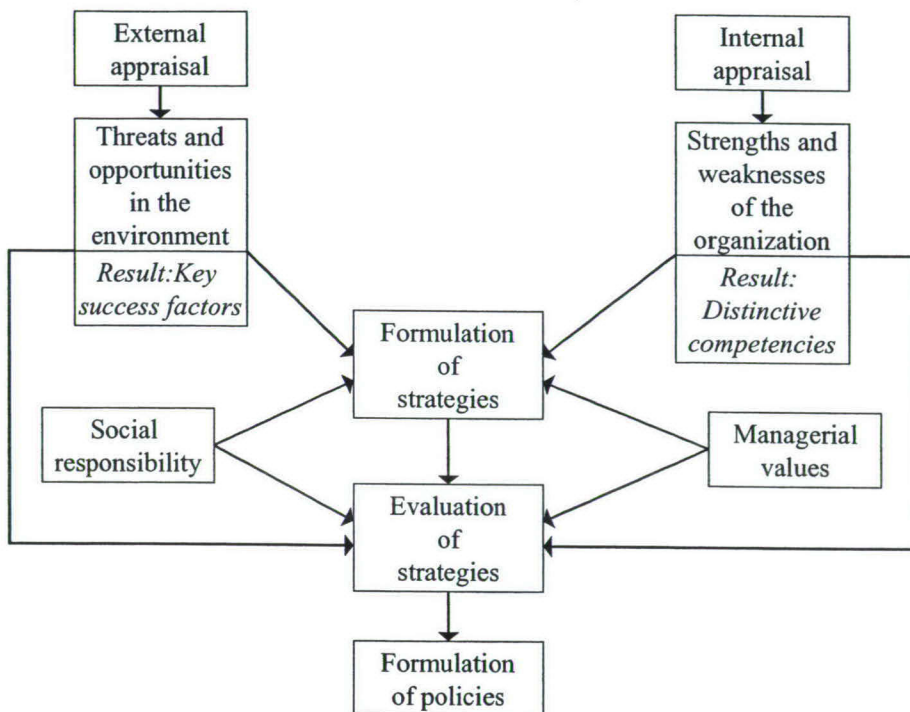 External
appraisal
Internal
appraisal
Threats and
opportunities
in the
environment
Result:Key
success factors
Strengths and
weaknesses
of the
organization
Result:
Distinctive
competencies
Formulation
of
strategies
Social
responsibility
Managerial
values
Evaluation
of
strategies
Formulation
of policies